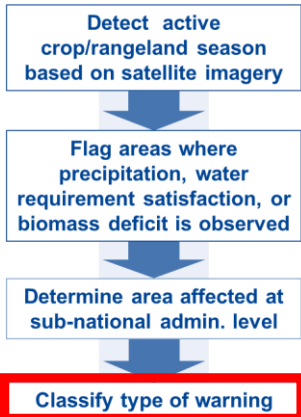 Detect active
crop/rangeland season
based on satellite imagery
Flag areas where
precipitation, water
requirement satisfaction, or
biomass deficit is observed
Determine area affected at
sub-national admin. level
Classify type of warning